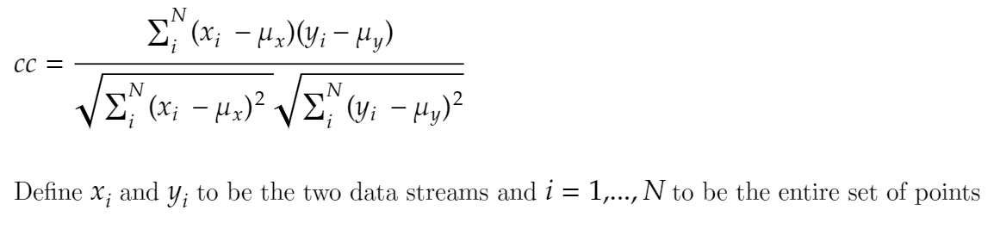 cc = \frac{\sum_i^N (x_i - \mu_x)(y_i - \mu_y)}{\sqrt{\sum_i^N (x_i - \mu_x)^2} \sqrt{\sum_i^N (y_i - \mu_y)^2}}
Define x_i and y_i to be the two data streams and i = 1,..., N to be the entire set of points